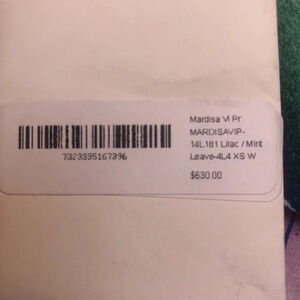 Mardisa Vi Pr
MARDISAVIP-
14L181 Lilac / Mint
Leave-4L4 XS W
$630.00
7323335167396